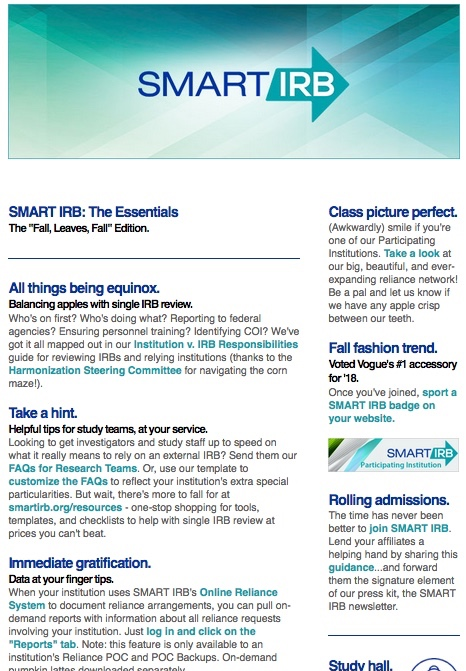 SMART IRB
SMART IRB: The Essentials
The "Fall, Leaves, Fall" Edition.
All things being equinox.
Balancing apples with single IRB review.
Who's on first? Who's doing what? Reporting to federal
agencies? Ensuring personnel training? Identifying COI? We've
got it all mapped out in our Institution v. IRB Responsibilities
guide for reviewing IRBs and relying institutions (thanks to the
Harmonization Steering Committee for navigating the corn
maze!).
Take a hint.
Helpful tips for study teams, at your service.
Looking to get investigators and study staff up to speed on
what it really means to rely on an external IRB? Send them our
FAQs for Research Teams. Or, use our template to
customize the FAQs to reflect your institution's extra special
particularities. But wait, there's more to fall for at
smartirb.org/resources - one-stop shopping for tools,
templates, and checklists to help with single IRB review at
prices you can't beat.
Immediate gratification.
Data at your finger tips.
When your institution uses SMART IRB's Online Reliance
System to document reliance arrangements, you can pull on-
demand reports with information about all reliance requests
involving your institution. Just log in and click on the
"Reports" tab. Note: this feature is only available to an
institution's Reliance POC and POC Backups. On-demand
pumpkin lattes downloaded separately.
Class picture perfect.
(Awkwardly) smile if you're
one of our Participating
Institutions. Take a look at
our big, beautiful, and ever-
expanding reliance network!
Be a pal and let us know if
we have any apple crisp
between our teeth.
Fall fashion trend.
Voted Vogue's #1 accessory
for '18.
Once you've joined, sport a
SMART IRB badge on
your website.
SMART IRB
Participating Institution
Rolling admissions.
The time has never been
better to join SMART IRB.
Lend your affiliates a
helping hand by sharing this
guidance...and forward
them the signature element
of our press kit, the SMART
IRB newsletter.
Study hall.